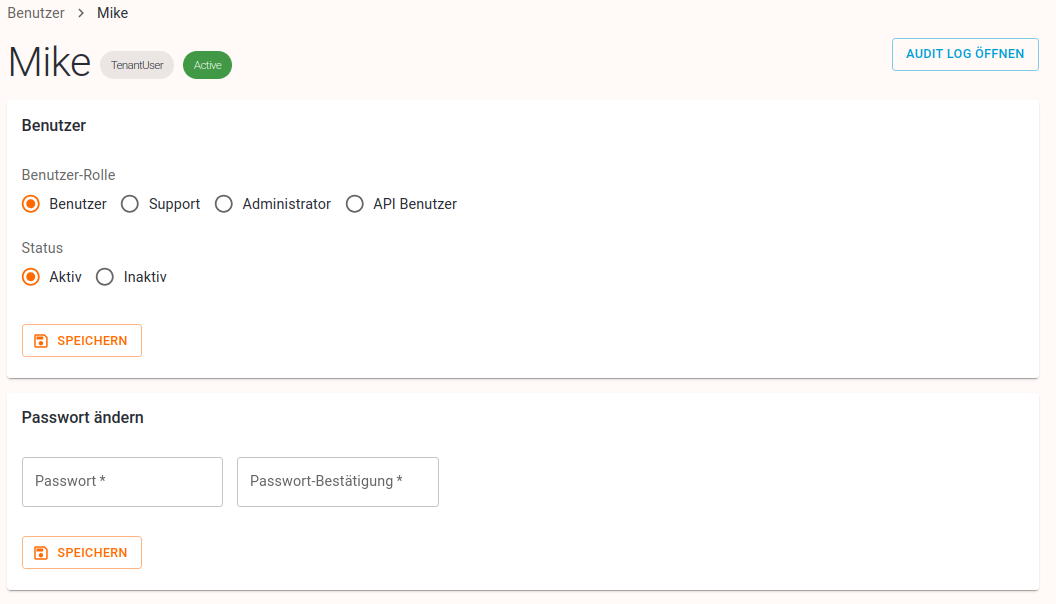 Benutzer > Mike
Mike TenantUser Active AUDIT LOG ÖFFNEN
Benutzer
Benutzer-Rolle
Benutzer Support Administrator API Benutzer
Status
Aktiv Inaktiv
SPEICHERN
Passwort ändern
Passwort * Passwort-Bestätigung *
SPEICHERN